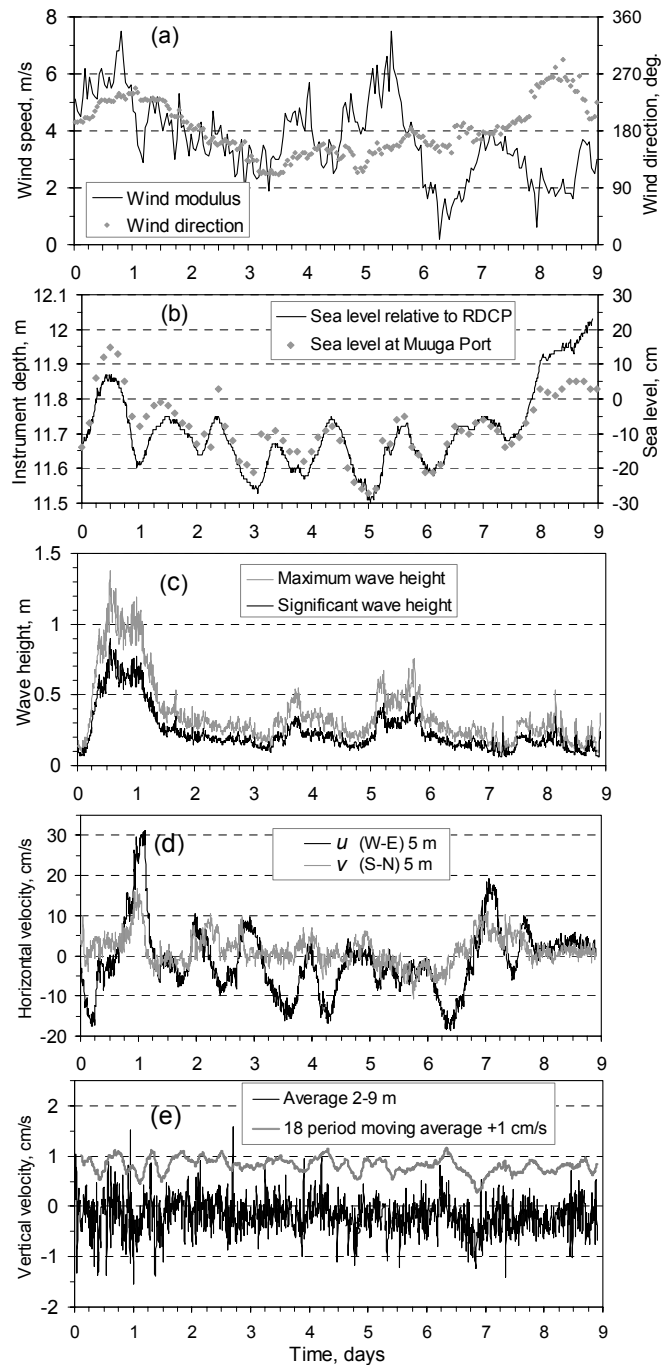 (a)
8
6
4
2
0
Wind speed, m/s
360
270
180
90
0
Wind direction, deg.
Wind modulus
Wind direction
0 1 2 3 4 5 6 7 8 9
(b)
12.1
12
11.9
11.8
11.7
11.6
11.5
Instrument depth, m
30
20
10
0
-10
-20
-30
Sea level, cm
Sea level relative to RDCP
Sea level at Muuga Port
0 1 2 3 4 5 6 7 8 9
(c)
1.5
1
0.5
0
Wave height, m
Maximum wave height
Significant wave height
0 1 2 3 4 5 6 7 8 9
(d)
30
20
10
0
-10
-20
Horizontal velocity, cm/s
u (W-E) 5 m
v (S-N) 5 m
0 1 2 3 4 5 6 7 8 9
(e)
2
1
0
-1
-2
Vertical velocity, cm/s
Average 2-9 m
18 period moving average +1 cm/s
0 1 2 3 4 5 6 7 8 9
Time, days